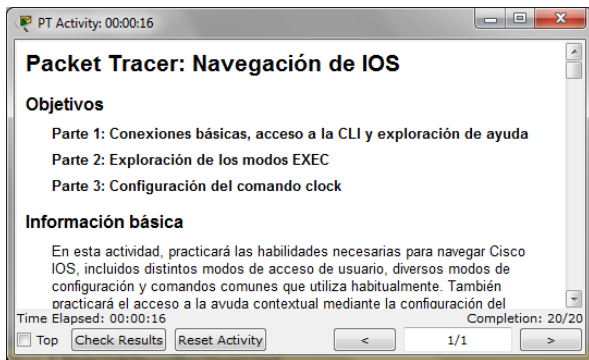 PT Activity: 00:00:16
Packet Tracer: Navegación de IOS
Objetivos
Parte 1: Conexiones básicas, acceso a la CLI y exploración de ayuda
Parte 2: Exploración de los modos EXEC
Parte 3: Configuración del comando clock
Información básica
En esta actividad, practicará las habilidades necesarias para navegar Cisco
IOS, incluidos distintos modos de acceso de usuario, diversos modos de
configuración y comandos comunes que utiliza habitualmente. También
practicará el acceso a la ayuda contextual mediante la configuración del
Time Elapsed: 00:00:16 Completion: 20/20
Top Check Results Reset Activity < 1/1 >